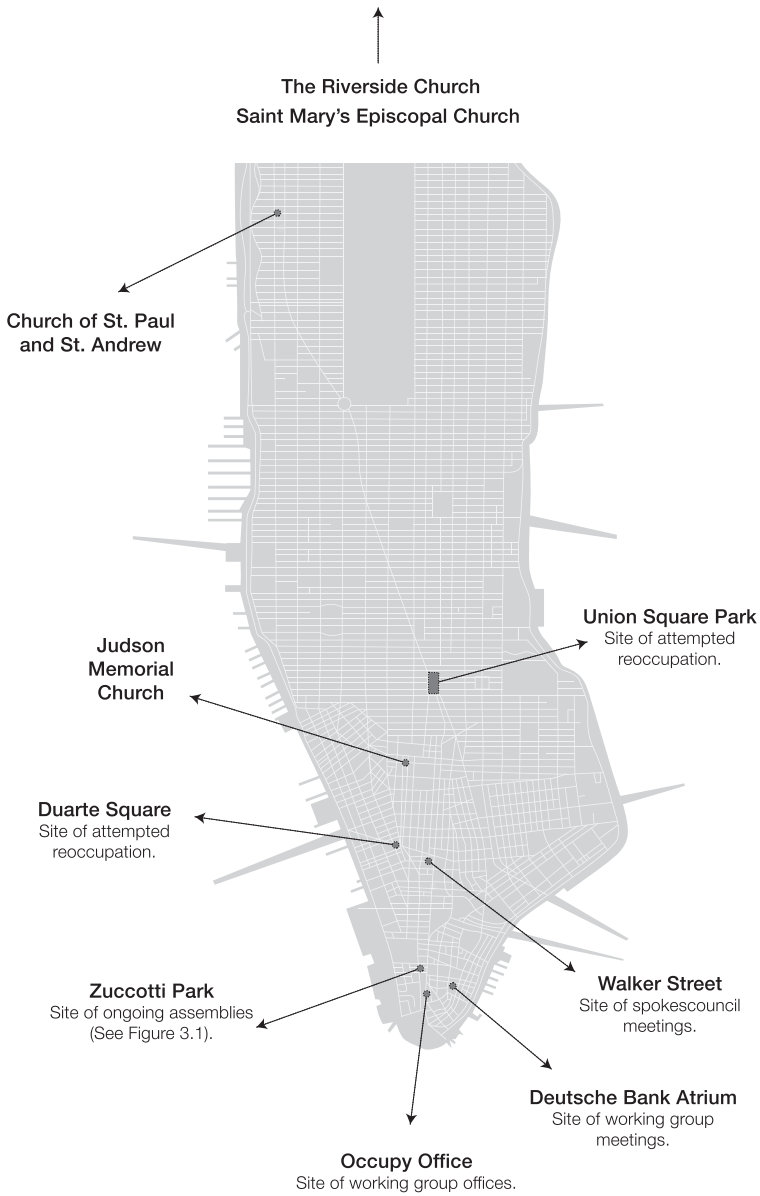 The Riverside Church
Saint Mary's Episcopal Church
Church of St. Paul
and St. Andrew
Union Square Park
Site of attempted
reoccupation.
Judson
Memorial
Church
Duarte Square
Site of attempted
reoccupation.
Walker Street
Site of spokescouncil
meetings.
Zuccotti Park
Site of ongoing assemblies
(See Figure 3.1).
Deutsche Bank Atrium
Site of working group
meetings.
Occupy Office
Site of working group offices.